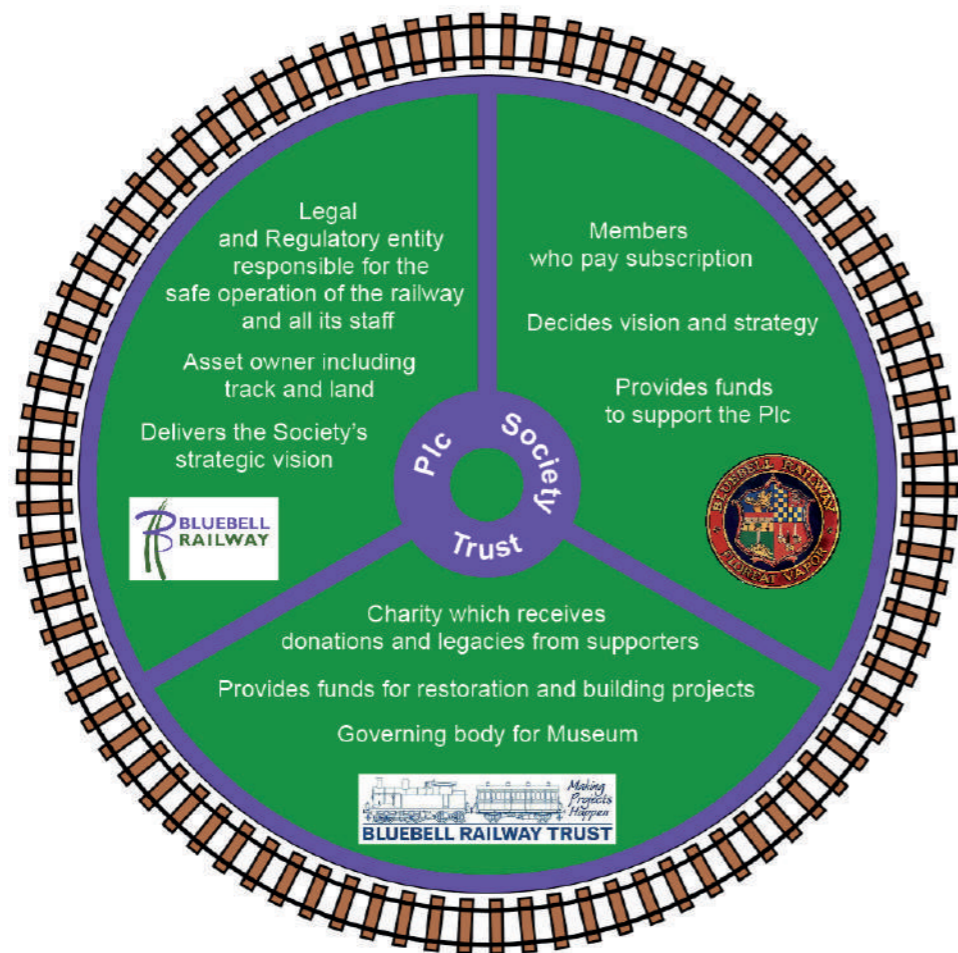 Legal
and Regulatory entity
responsible for the
safe operation of the railway
and all its staff
Asset owner including
track and land
Delivers the Society's
strategic vision
BLUEBELL
RAILWAY
Members
who pay subscription
Decides vision and strategy
Provides funds
to support the Plc
BLUEBELL RAILWAY
FLOREAT VAPOR
Plc
Society
Trust
Charity which receives
donations and legacies from supporters
Provides funds for restoration and building projects
Governing body for Museum
Making
Projects
Happen
BLUEBELL RAILWAY TRUST